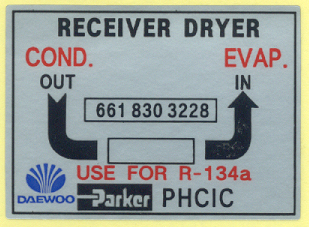 RECEIVER DRYER
COND. EVAP.
OUT IN
661 830 3228
USE FOR R-134a
DAEWOO Parker PHCIC